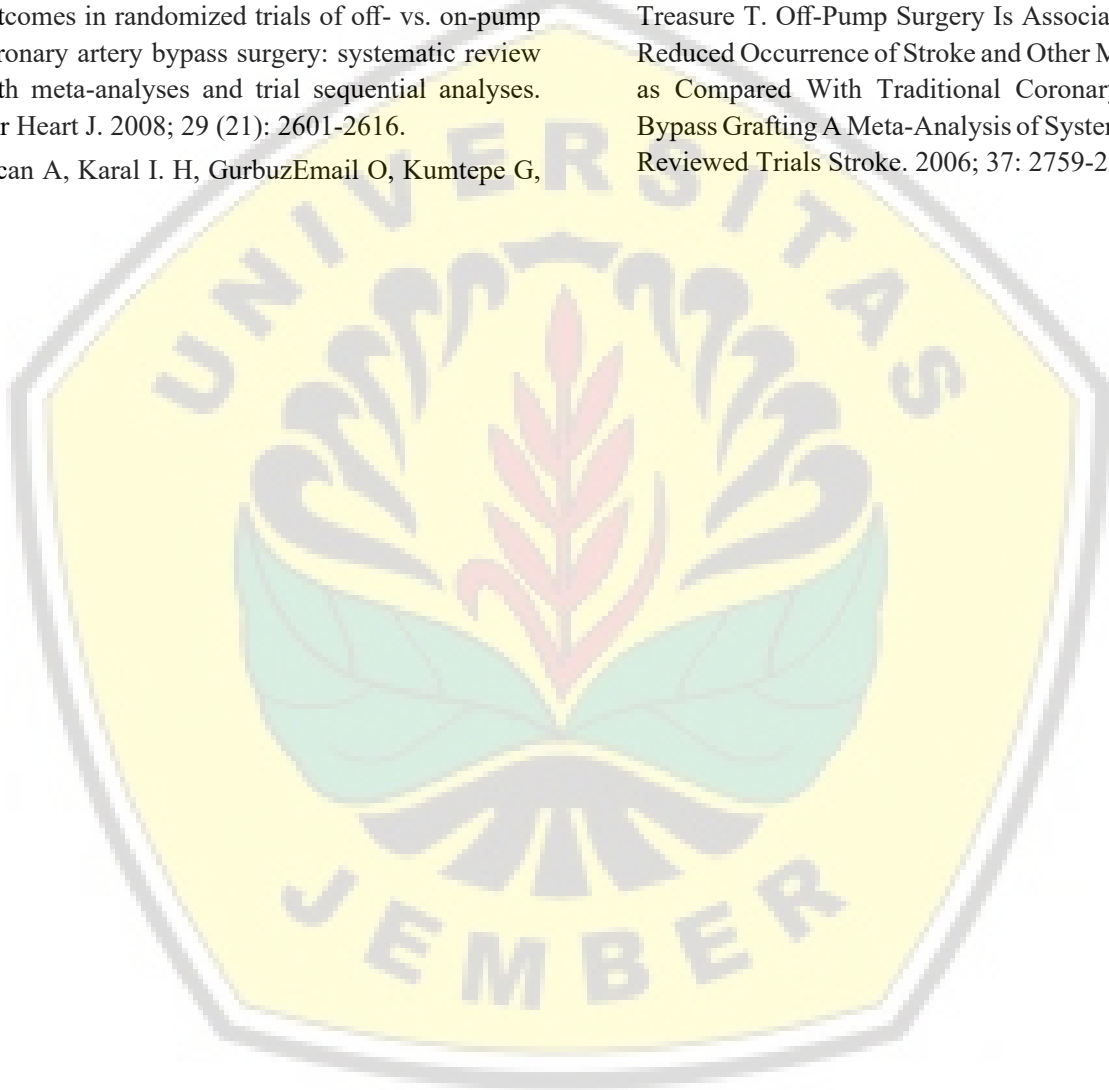 tcomes in randomized trials of off- vs. on-pump
ronary artery bypass surgery: systematic review
th meta-analyses and trial sequential analyses.
r Heart J. 2008; 29 (21): 2601-2616.
can A, Karal I. H, GurbuzEmail O, Kumtepe G,
Treasure T. Off-Pump Surgery Is Associa
Reduced Occurrence of Stroke and Other M
as Compared With Traditional Coronary
Bypass Grafting A Meta-Analysis of System
Reviewed Trials Stroke. 2006; 37: 2759-2
UNIVERSITAS
JEMBER